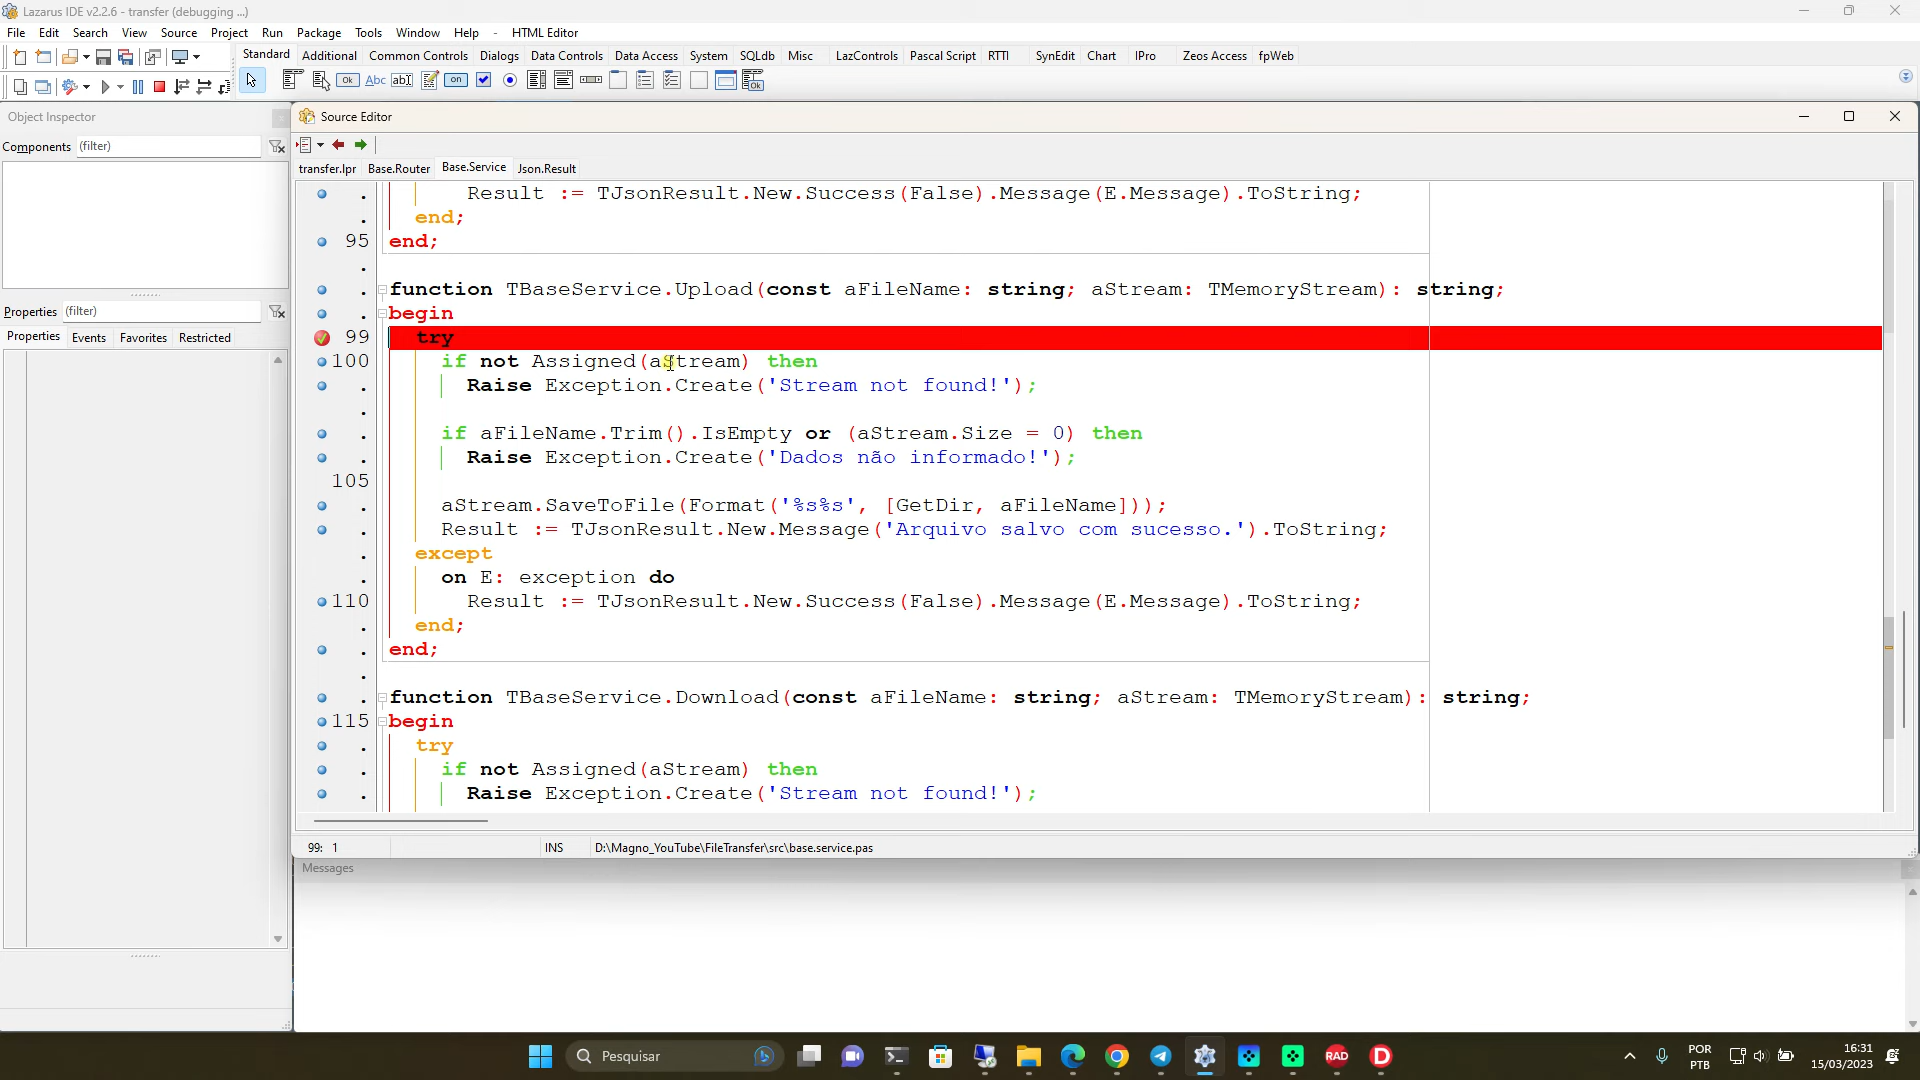 Lazarus IDE v2.2.6 - transfer (debugging ...)
File Edit Search View Source Project Run Package Tools Window Help - HTML Editor
Standard Additional Common Controls Dialogs Data Controls Data Access System SQLdb Misc LazControls Pascal Script RTTI SynEdit Chart IPro Zeos Access fpWeb
Ok Abc abI on Ok
Object Inspector
Source Editor
Components (filter)
transfer.lpr Base.Router Base.Service Json.Result
Properties (filter)
Properties Events Favorites Restricted
. Result := TJsonResult.New.Success(False).Message(E.Message).ToString;
. end;
95 end;
.
. function TBaseService.Upload(const aFileName: string; aStream: TMemoryStream): string;
. begin
99 try
100 if not Assigned(aStream) then
. Raise Exception.Create('Stream not found!');
.
. if aFileName.Trim().IsEmpty or (aStream.Size = 0) then
. Raise Exception.Create('Dados não informado!');
105
. aStream.SaveToFile(Format('%s%s', [GetDir, aFileName]));
. Result := TJsonResult.New.Message('Arquivo salvo com sucesso.').ToString;
. except
. on E: exception do
110 Result := TJsonResult.New.Success(False).Message(E.Message).ToString;
. end;
. end;
.
. function TBaseService.Download(const aFileName: string; aStream: TMemoryStream): string;
115 begin
. try
. if not Assigned(aStream) then
. Raise Exception.Create('Stream not found!');
99: 1 INS D:\Magno_YouTube\FileTransfer\src\base.service.pas
Messages
Pesquisar
RAD
D
POR
PTB
16:31
15/03/2023